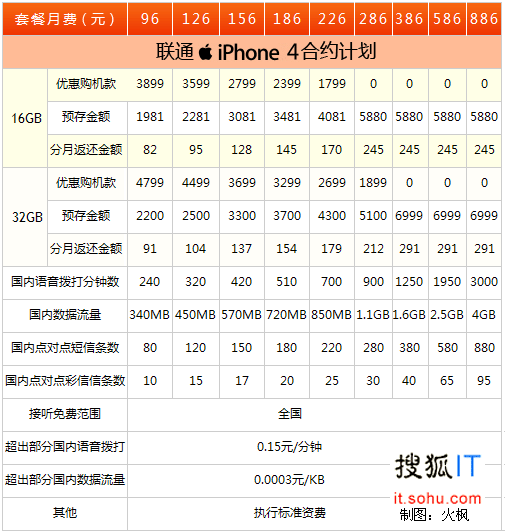 套餐月费（元） 96 126 156 186 226 286 386 586 886
联通 iPhone 4合约计划
16GB
优惠购机款 3899 3599 2799 2399 1799 0 0 0 0
预存金额 1981 2281 3081 3481 4081 5880 5880 5880 5880
分月返还金额 82 95 128 145 170 245 245 245 245
32GB
优惠购机款 4799 4499 3699 3299 2699 1899 0 0 0
预存金额 2200 2500 3300 3700 4300 5100 6999 6999 6999
分月返还金额 91 104 137 154 179 212 291 291 291
国内语音拨打分钟数 240 320 420 510 700 900 1250 1950 3000
国内数据流量 340MB 450MB 570MB 720MB 850MB 1.1GB 1.6GB 2.5GB 4GB
国内点对点短信条数 80 120 150 180 220 280 380 580 880
国内点对点彩信信条数 10 15 17 20 25 30 40 65 95
接听免费范围 全国
超出部分国内语音拨打 0.15元/分钟
超出部分国内数据流量 0.0003元/KB
其他 执行标准资费
搜狐IT
it.sohu.com
制图：火枫